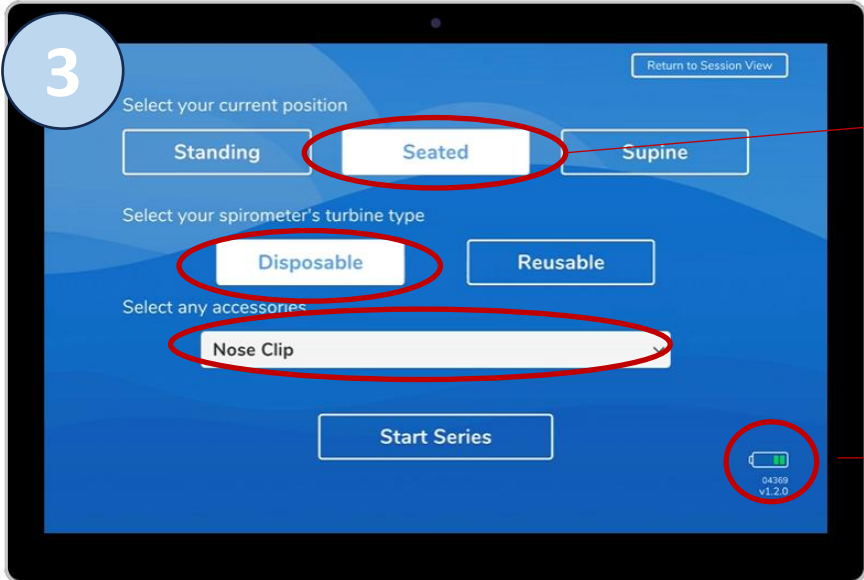 3
Return to Session View
Select your current position
Standing Seated Supine
Select your spirometer's turbine type
Disposable Reusable
Select any accessories
Nose Clip
Start Series
04369
v1.2.0